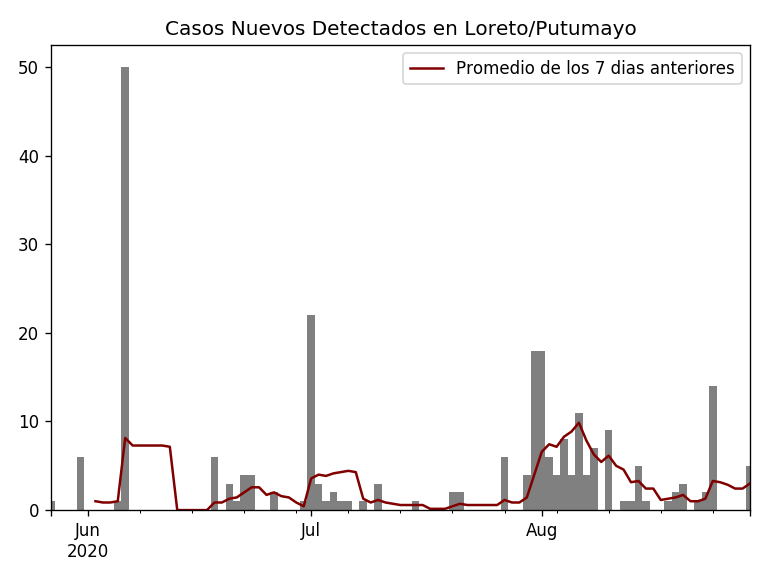 Casos Nuevos Detectados en Loreto/Putumayo
Promedio de los 7 dias anteriores
50
40
30
20
10
0
Jun
2020
Jul
Aug